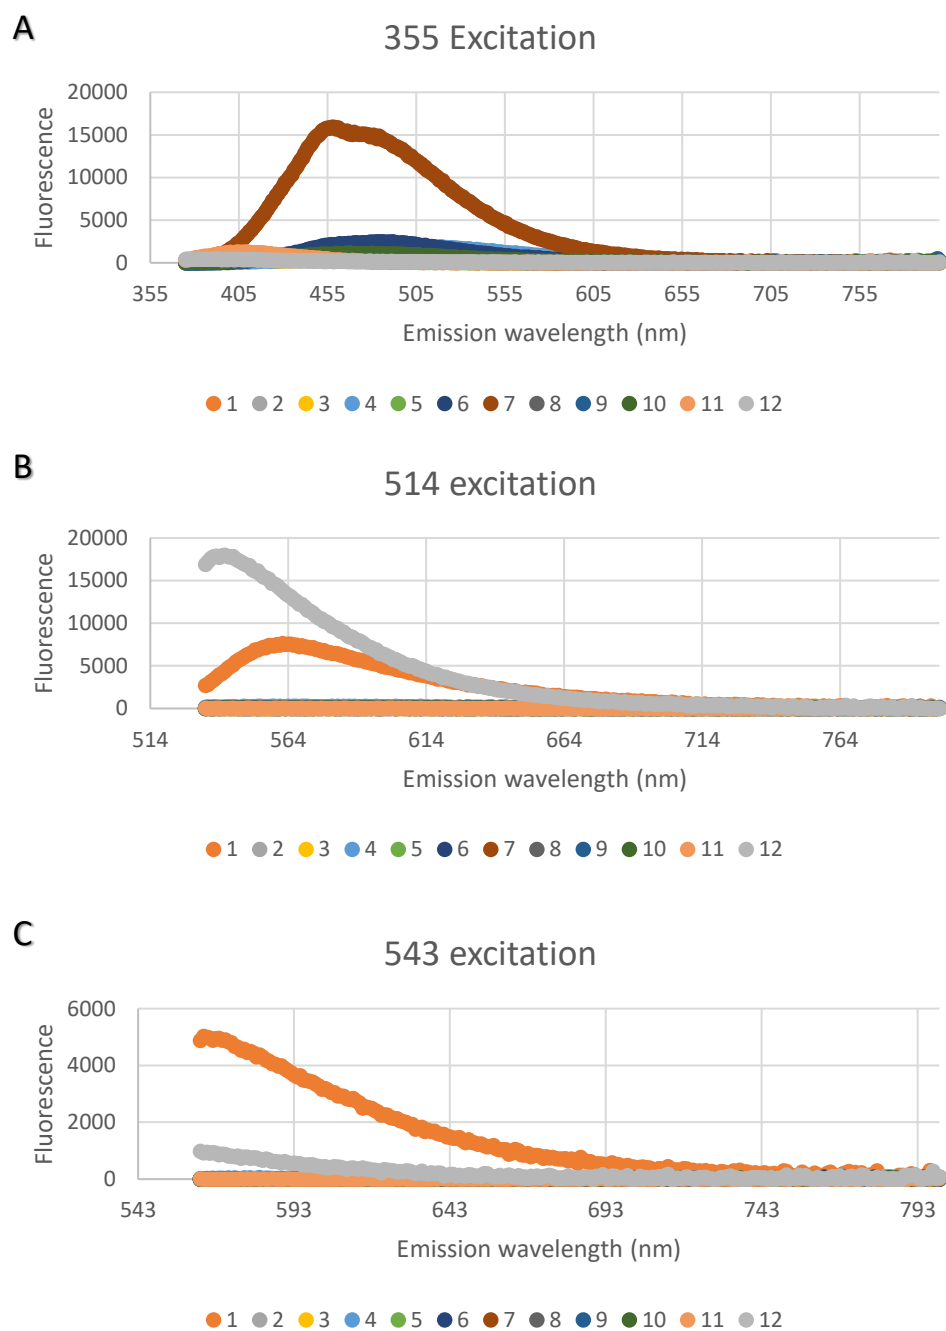 A
355 Excitation
20000
15000
10000
5000
0
Fluorescence
355 405 455 505 555 605 655 705 755
Emission wavelength (nm)
1 2 3 4 5 6 7 8 9 10 11 12
B
514 excitation
20000
15000
10000
5000
0
Fluorescence
514 564 614 664 714 764
Emission wavelength (nm)
1 2 3 4 5 6 7 8 9 10 11 12
C
543 excitation
6000
4000
2000
0
Fluorescence
543 593 643 693 743 793
Emission wavelength (nm)
1 2 3 4 5 6 7 8 9 10 11 12